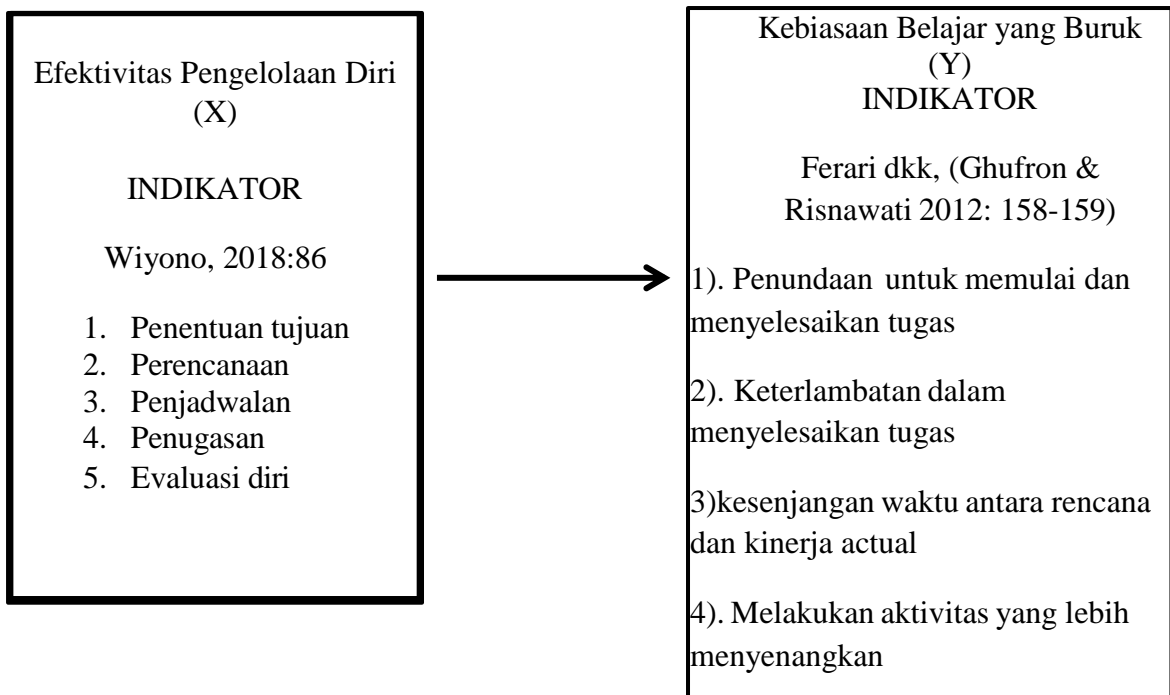 Efektivitas Pengelolaan Diri
(X)
INDIKATOR
Wiyono, 2018:86
1. Penentuan tujuan
2. Perencanaan
3. Penjadwalan
4. Penugasan
5. Evaluasi diri
Kebiasaan Belajar yang Buruk
(Y)
INDIKATOR
Ferari dkk, (Ghufron &
Risnawati 2012: 158-159)
1). Penundaan untuk memulai dan
menyelesaikan tugas
2). Keterlambatan dalam
menyelesaikan tugas
3)kesenjangan waktu antara rencana
dan kinerja actual
4). Melakukan aktivitas yang lebih
menyenangkan